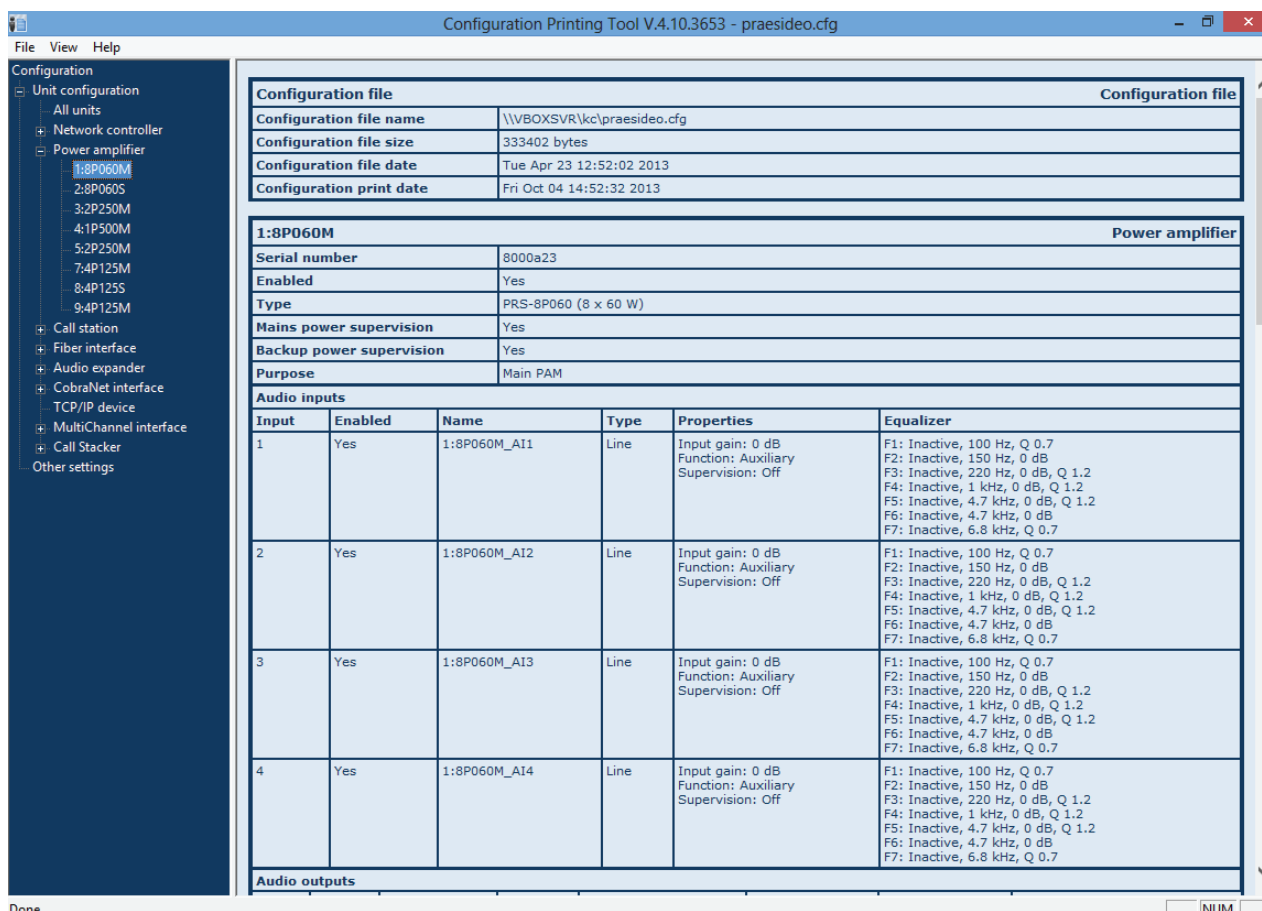 Configuration Printing Tool V.4.10.3653 - praesideo.cfg
File View Help
Configuration
Unit configuration
All units
Network controller
Power amplifier
1:8P060M
2:8P060S
3:2P250M
4:1P500M
5:2P250M
7:4P125M
8:4P125S
9:4P125M
Call station
Fiber interface
Audio expander
CobraNet interface
TCP/IP device
MultiChannel interface
Call Stacker
Other settings
Configuration file Configuration file
Configuration file name \\VBOXSVR\kc\praesideo.cfg
Configuration file size 333402 bytes
Configuration file date Tue Apr 23 12:52:02 2013
Configuration print date Fri Oct 04 14:52:32 2013
1:8P060M Power amplifier
Serial number 8000a23
Enabled Yes
Type PRS-8P060 (8 x 60 W)
Mains power supervision Yes
Backup power supervision Yes
Purpose Main PAM
Audio inputs
Input Enabled Name Type Properties Equalizer
1 Yes 1:8P060M_AI1 Line Input gain: 0 dB F1: Inactive, 100 Hz, Q 0.7
Function: Auxiliary F2: Inactive, 150 Hz, 0 dB
Supervision: Off F3: Inactive, 220 Hz, 0 dB, Q 1.2
F4: Inactive, 1 kHz, 0 dB, Q 1.2
F5: Inactive, 4.7 kHz, 0 dB, Q 1.2
F6: Inactive, 4.7 kHz, 0 dB
F7: Inactive, 6.8 kHz, Q 0.7
2 Yes 1:8P060M_AI2 Line Input gain: 0 dB F1: Inactive, 100 Hz, Q 0.7
Function: Auxiliary F2: Inactive, 150 Hz, 0 dB
Supervision: Off F3: Inactive, 220 Hz, 0 dB, Q 1.2
F4: Inactive, 1 kHz, 0 dB, Q 1.2
F5: Inactive, 4.7 kHz, 0 dB, Q 1.2
F6: Inactive, 4.7 kHz, 0 dB
F7: Inactive, 6.8 kHz, Q 0.7
3 Yes 1:8P060M_AI3 Line Input gain: 0 dB F1: Inactive, 100 Hz, Q 0.7
Function: Auxiliary F2: Inactive, 150 Hz, 0 dB
Supervision: Off F3: Inactive, 220 Hz, 0 dB, Q 1.2
F4: Inactive, 1 kHz, 0 dB, Q 1.2
F5: Inactive, 4.7 kHz, 0 dB, Q 1.2
F6: Inactive, 4.7 kHz, 0 dB
F7: Inactive, 6.8 kHz, Q 0.7
4 Yes 1:8P060M_AI4 Line Input gain: 0 dB F1: Inactive, 100 Hz, Q 0.7
Function: Auxiliary F2: Inactive, 150 Hz, 0 dB
Supervision: Off F3: Inactive, 220 Hz, 0 dB, Q 1.2
F4: Inactive, 1 kHz, 0 dB, Q 1.2
F5: Inactive, 4.7 kHz, 0 dB, Q 1.2
F6: Inactive, 4.7 kHz, 0 dB
F7: Inactive, 6.8 kHz, Q 0.7
Audio outputs
Done NUM